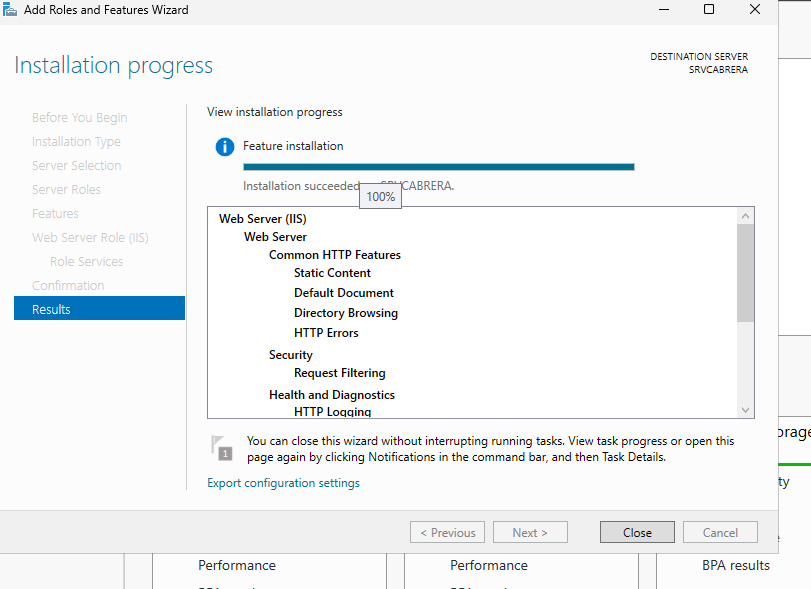 Add Roles and Features Wizard
Installation progress
DESTINATION SERVER
SRVCABRERA
Before You Begin
Installation Type
Server Selection
Server Roles
Features
Web Server Role (IIS)
Role Services
Confirmation
Results
View installation progress
Feature installation
Installation succeeded SRVCABRERA.
100%
Web Server (IIS)
Web Server
Common HTTP Features
Static Content
Default Document
Directory Browsing
HTTP Errors
Security
Request Filtering
Health and Diagnostics
HTTP Logging
1
You can close this wizard without interrupting running tasks. View task progress or open this
page again by clicking Notifications in the command bar, and then Task Details.
Export configuration settings
< Previous
Next >
Close
Cancel
orage
ty
Performance
Performance
BPA results